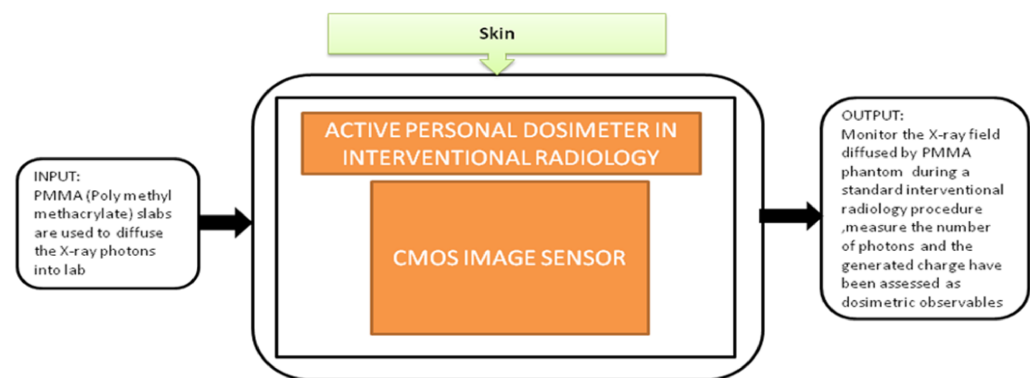 Skin
ACTIVE PERSONAL DOSIMETER IN
INTERVENTIONAL RADIOLOGY
CMOS IMAGE SENSOR
INPUT:
PMMA (Poly methyl
methacrylate) slabs
are used to diffuse
the X-ray photons
into lab
OUTPUT:
Monitor the X-ray field
diffused by PMMA
phantom during a
standard interventional
radiology procedure
,measure the number
of photons and the
generated charge have
been assessed as
dosimetric observables